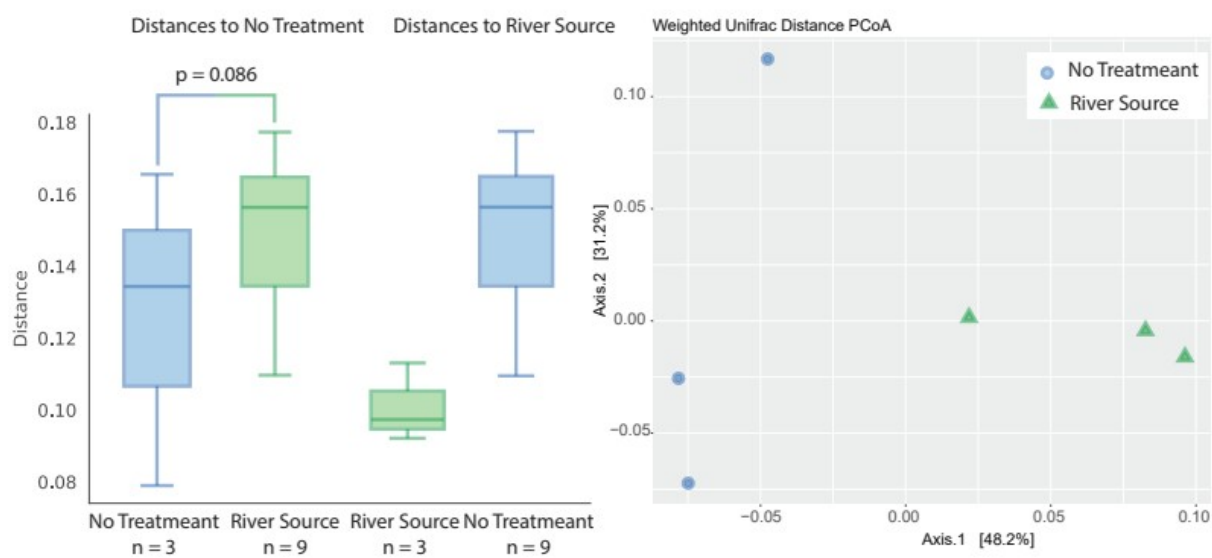 Distances to No Treatment
Distances to River Source
p = 0.086
Distance
0.18
0.16
0.14
0.12
0.10
0.08
No Treatmeant
n = 3
River Source
n = 9
River Source
n = 3
No Treatmeant
n = 9
Weighted Unifrac Distance PCoA
No Treatmeant
River Source
Axis.2 [31.2%]
0.10
0.05
0.00
−0.05
−0.05
0.00
0.05
0.10
Axis.1 [48.2%]